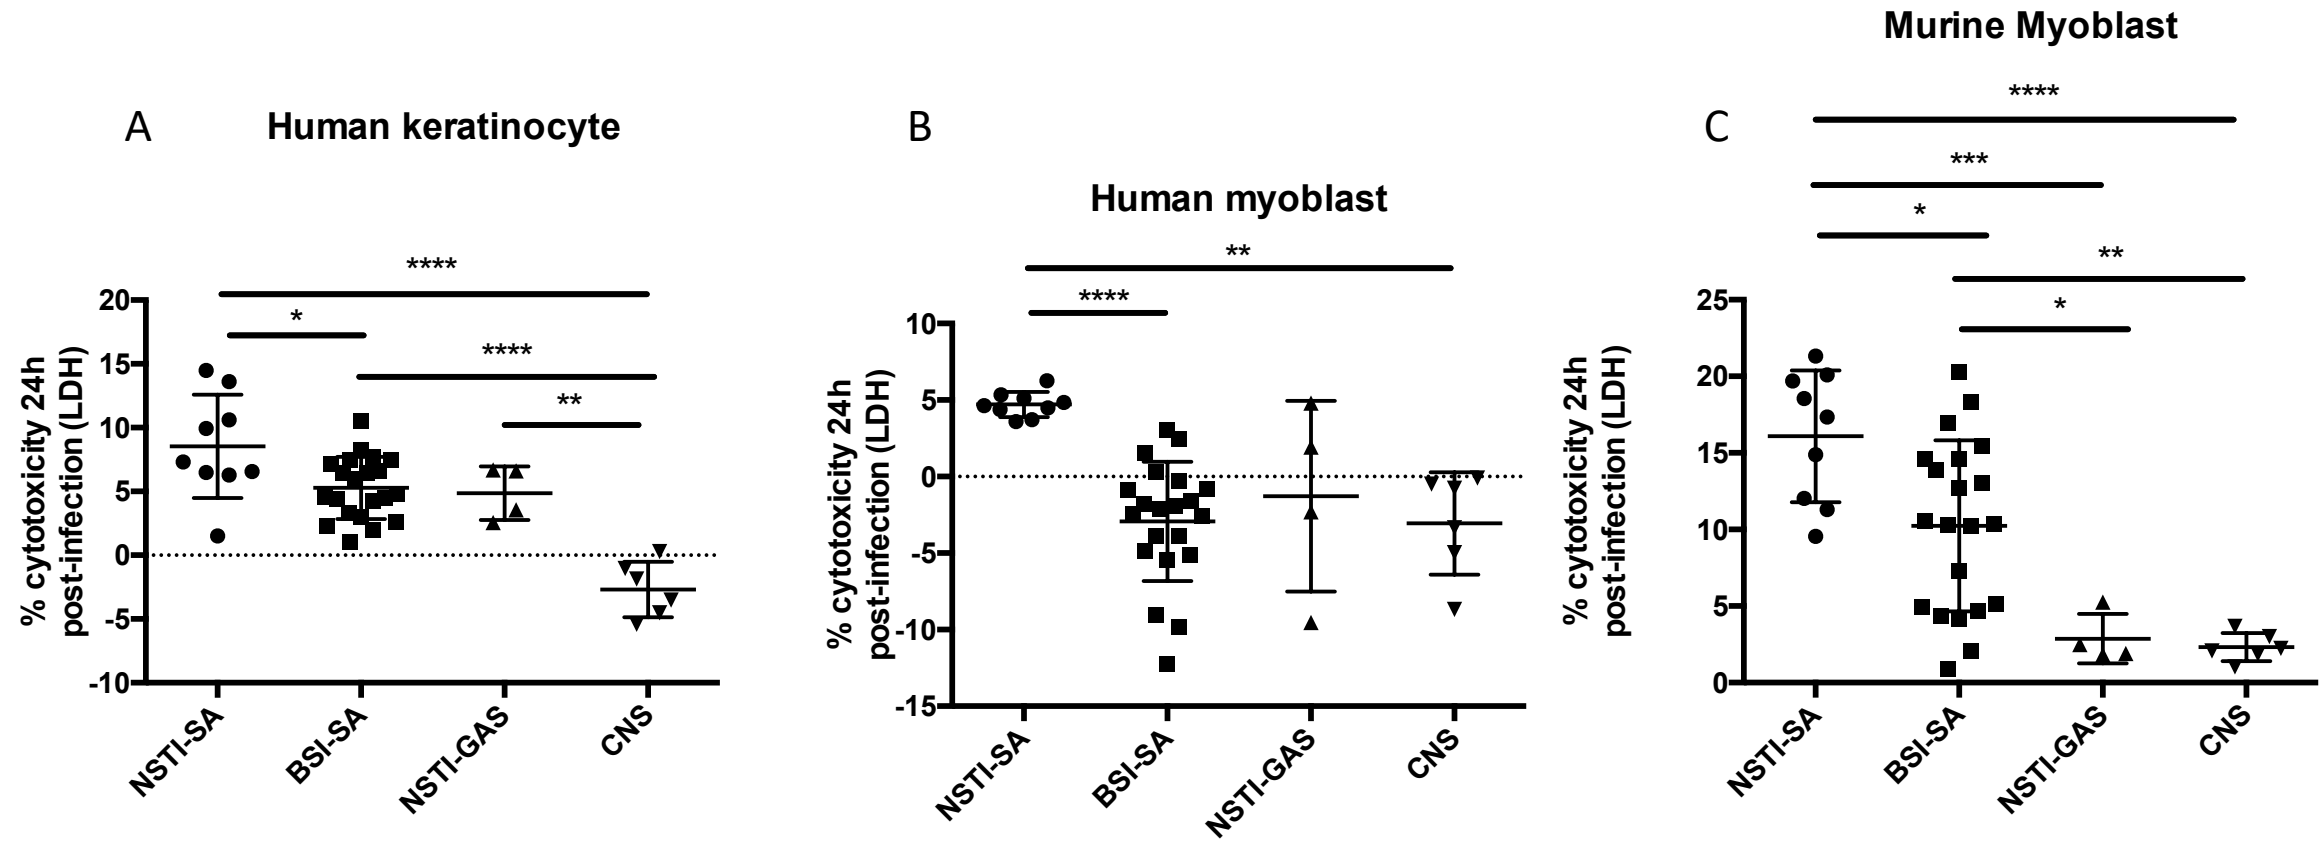 A
Human keratinocyte
****
*
****
**
% cytotoxicity 24h
post-infection (LDH)
20
15
10
5
0
-5
-10
NSTI-SA
BSI-SA
NSTI-GAS
CNS
B
Human myoblast
**
****
% cytotoxicity 24h
post-infection (LDH)
10
5
0
-5
-10
-15
NSTI-SA
BSI-SA
NSTI-GAS
CNS
C
Murine Myoblast
****
***
*
**
*
% cytotoxicity 24h
post-infection (LDH)
25
20
15
10
5
0
NSTI-SA
BSI-SA
NSTI-GAS
CNS